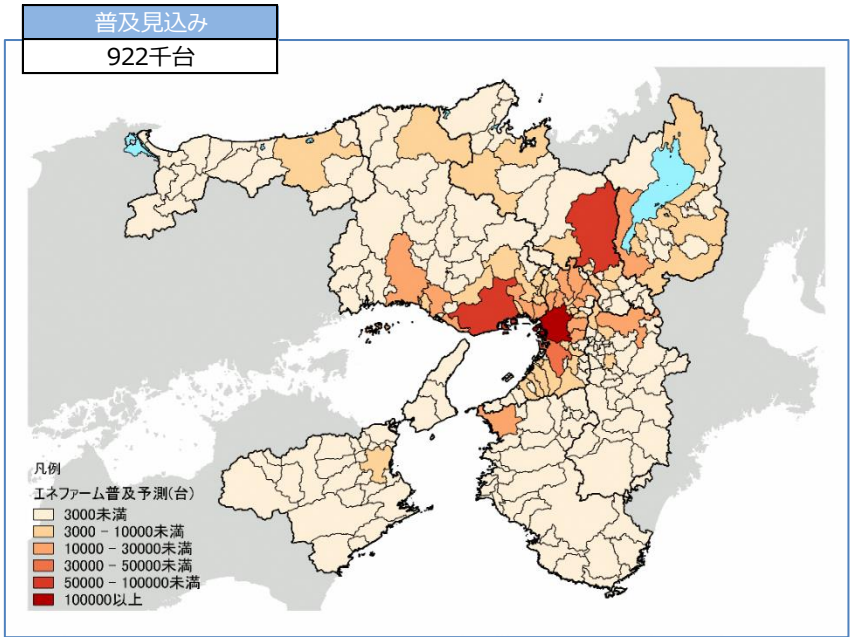 普及見込み
922千台
凡例
エネファーム普及予測(台)
3000未満
3000 - 10000未満
10000 - 30000未満
30000 - 50000未満
50000 - 100000未満
100000以上